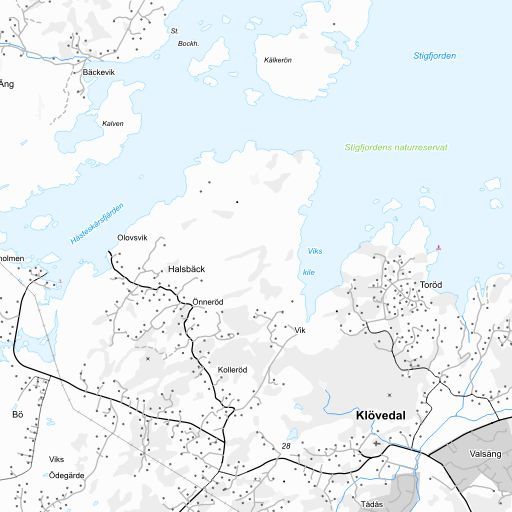 St.
Bockh.
Kälkerön
Stigfjorden
Bäckevik
Äng
Kalven
Stigfjordens naturreservat
Hästeskärsfjärden
Olovsvik
Viks
kile
holmen
Halsbäck
Toröd
Önneröd
Vik
Kolleröd
Bö
Klövedal
28
Viks
Ödegärde
Valsäng
Tådås